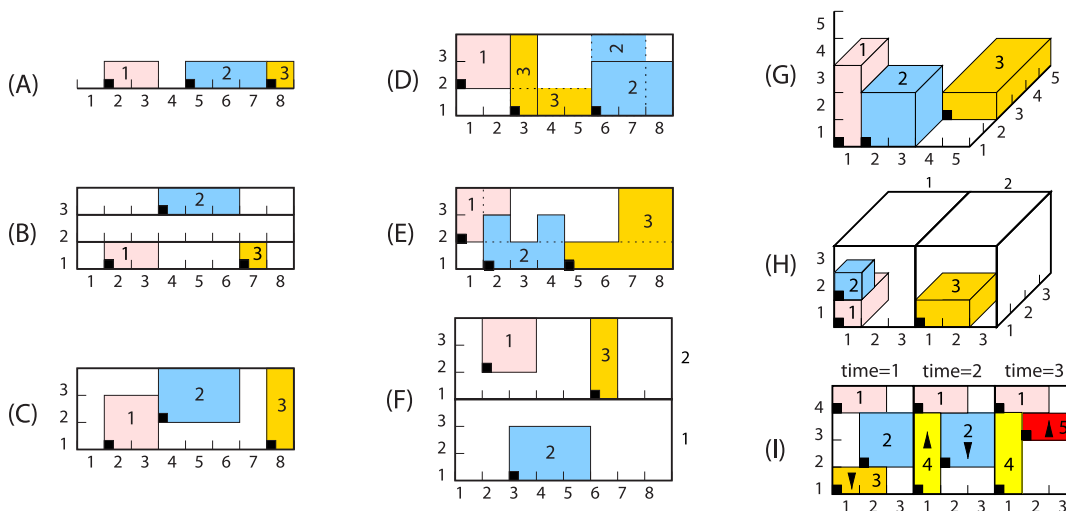 (A)
1 2 3
1 2 3 4 5 6 7 8
(B)
3 2
2
1 1 3
1 2 3 4 5 6 7 8
(C)
3 2
2 1 3
1
1 2 3 4 5 6 7 8
(D)
3 1 3 2
2 2
1 3
1 2 3 4 5 6 7 8
(E)
3 1 3
2
1 2
1 2 3 4 5 6 7 8
(F)
3 1 3 2
2
1
3 1
2 2
1
1 2 3 4 5 6 7 8
(G)
5
4 1
3 2 3
2
1
1 2 3 4 5
1 2 3 4 5
(H)
1 2
3
2 2 3
1 1
1 2 3 1 2 3
1 2 3
time=1 time=2 time=3
(I)
4 1 1 1
3 2 2 5
2 4 4
1 3
1 2 3 1 2 3 1 2 3